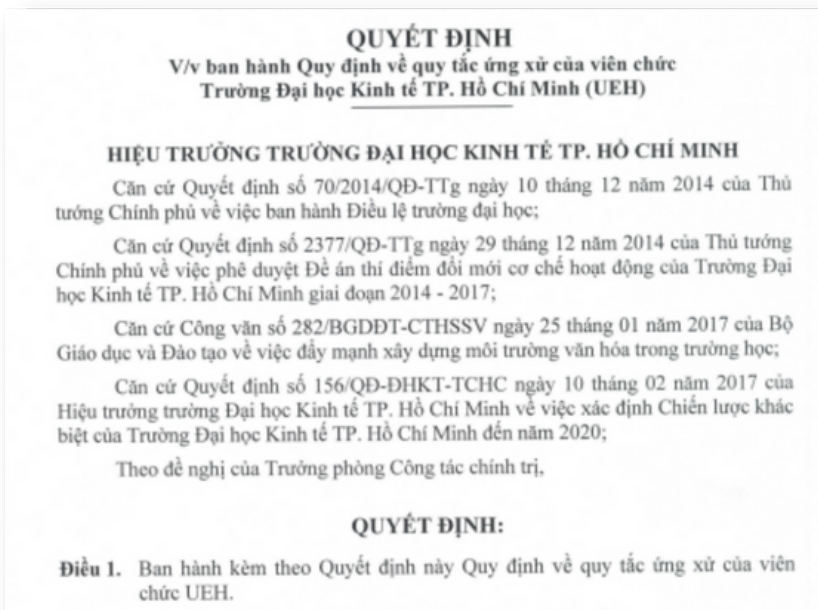 QUYẾT ĐỊNH
V/v ban hành Quy định về quy tắc ứng xử của viên chức
Trường Đại học Kinh tế TP. Hồ Chí Minh (UEH)
HIỆU TRƯỞNG TRƯỜNG ĐẠI HỌC KINH TẾ TP. HỒ CHÍ MINH
Căn cứ Quyết định số 70/2014/QĐ-TTg ngày 10 tháng 12 năm 2014 của Thủ
tướng Chính phủ về việc ban hành Điều lệ trường đại học;
Căn cứ Quyết định số 2377/QĐ-TTg ngày 29 tháng 12 năm 2014 của Thủ tướng
Chính phủ về việc phê duyệt Đề án thí điểm đổi mới cơ chế hoạt động của Trường Đại
học Kinh tế TP. Hồ Chí Minh giai đoạn 2014 - 2017;
Căn cứ Công văn số 282/BGDĐT-CTHSSV ngày 25 tháng 01 năm 2017 của Bộ
Giáo dục và Đào tạo về việc đẩy mạnh xây dựng môi trường văn hóa trong trường học;
Căn cứ Quyết định số 156/QĐ-ĐHKT-TCHC ngày 10 tháng 02 năm 2017 của
Hiệu trưởng trường Đại học Kinh tế TP. Hồ Chí Minh về việc xác định Chiến lược khác
biệt của Trường Đại học Kinh tế TP. Hồ Chí Minh đến năm 2020;
Theo đề nghị của Trưởng phòng Công tác chính trị,
QUYẾT ĐỊNH:
Điều 1. Ban hành kèm theo Quyết định này Quy định về quy tắc ứng xử của viên
chức UEH.